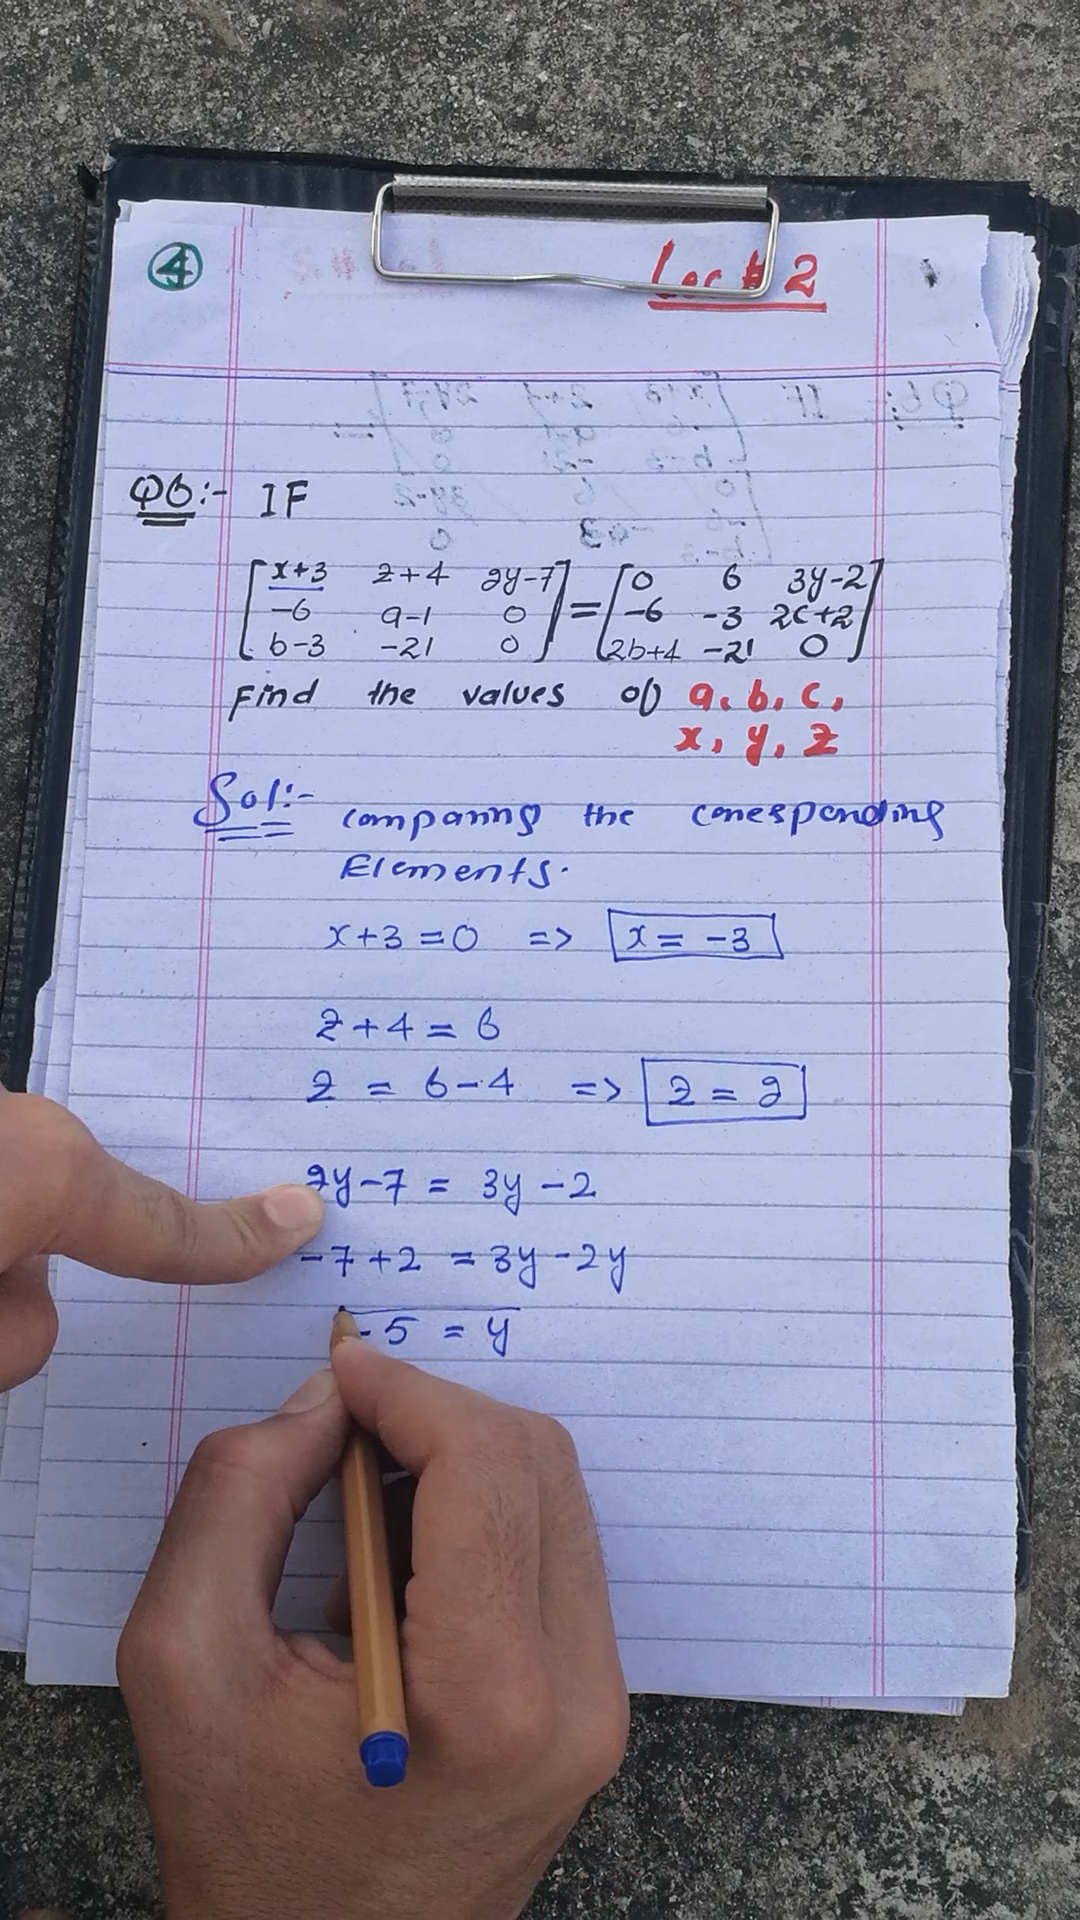 4
Lec # 2
Q6:- IF
[x+3 z+4 2y-7] = [0 6 3y-2]
[-6 a-1 0] [-6 -3 2c+2]
[b-3 -21 0] [2b+4 -21 0]
Find the values of a, b, c,
x, y, z
Sol:- comparing the corresponding
Elements.
x+3 = 0 => x = -3
z+4 = 6
z = 6-4 => z = 2
2y-7 = 3y-2
-7+2 = 3y-2y
-5 = y